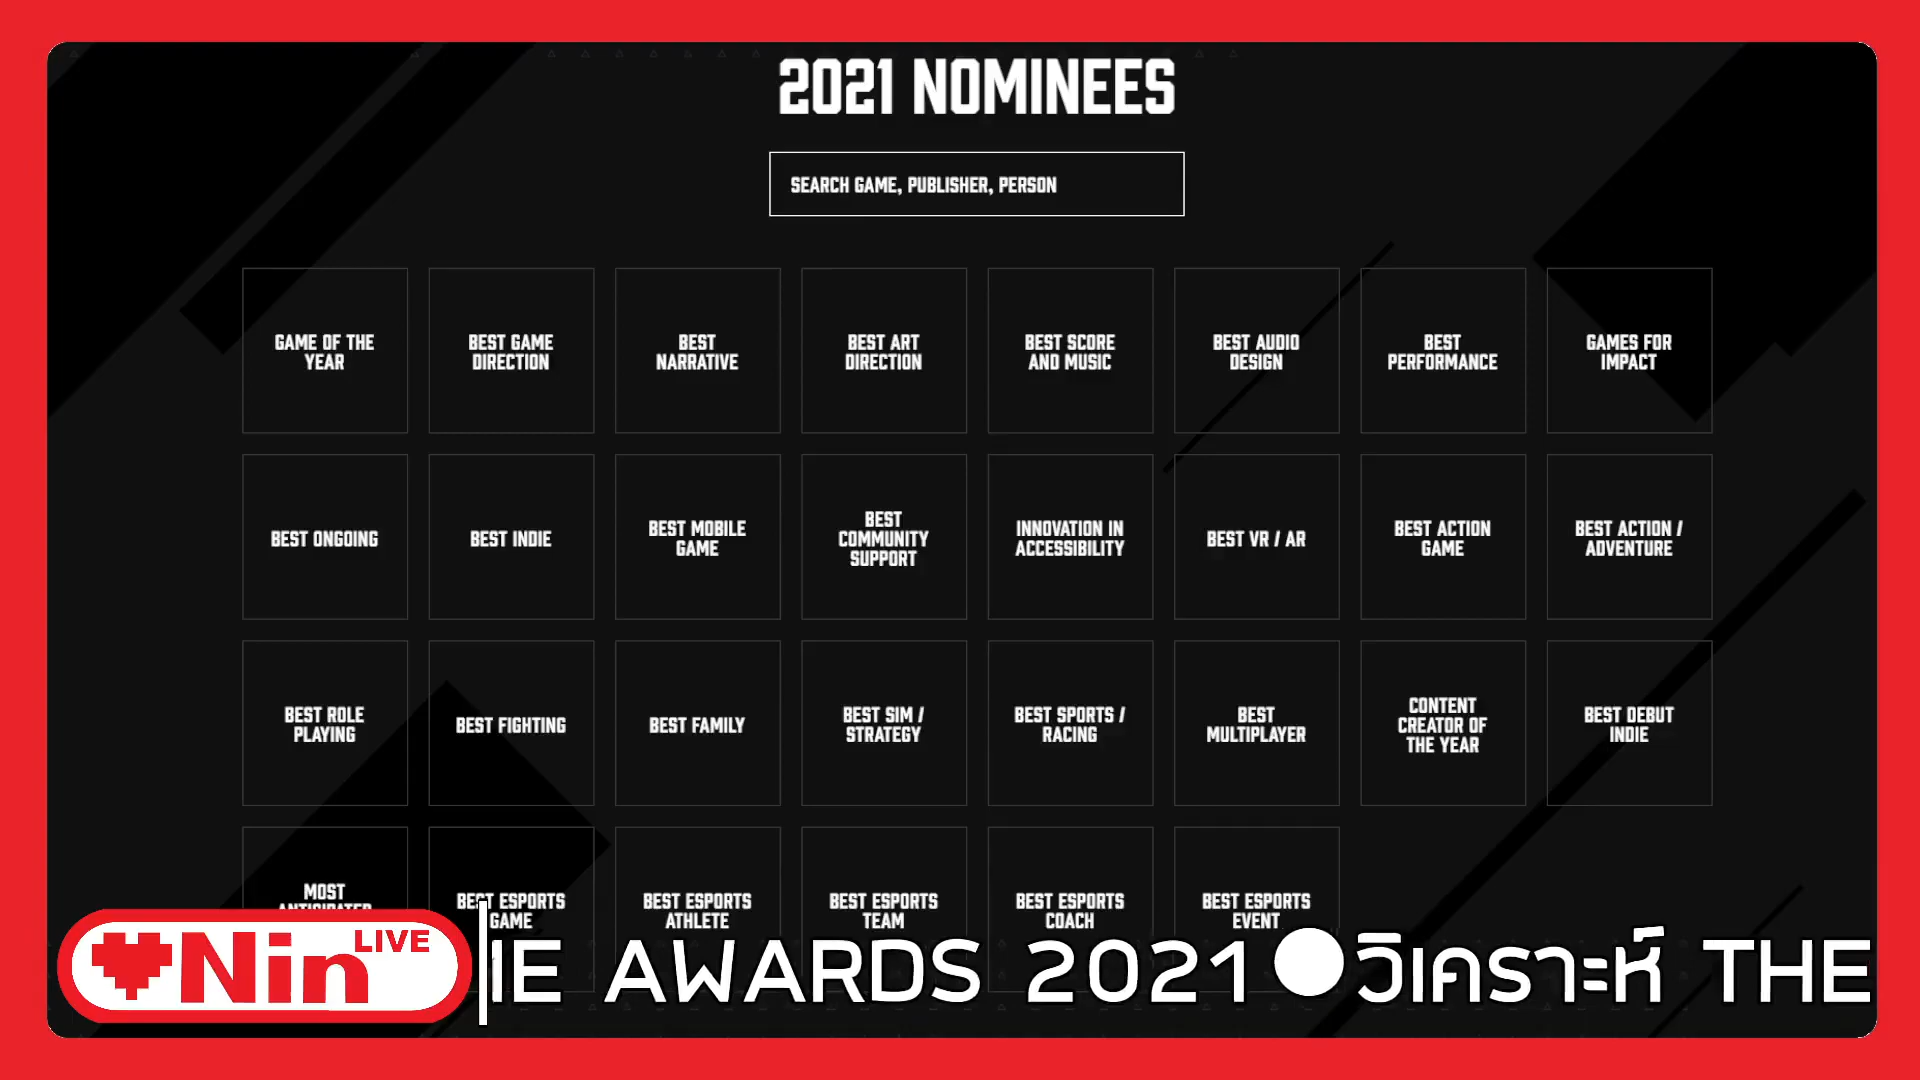 2021 NOMINEES
SEARCH GAME, PUBLISHER, PERSON
GAME OF THE
YEAR
BEST GAME
DIRECTION
BEST
NARRATIVE
BEST ART
DIRECTION
BEST SCORE
AND MUSIC
BEST AUDIO
DESIGN
BEST
PERFORMANCE
GAMES FOR
IMPACT
BEST ONGOING
BEST INDIE
BEST MOBILE
GAME
BEST
COMMUNITY
SUPPORT
INNOVATION IN
ACCESSIBILITY
BEST VR / AR
BEST ACTION
GAME
BEST ACTION /
ADVENTURE
BEST ROLE
PLAYING
BEST FIGHTING
BEST FAMILY
BEST SIM /
STRATEGY
BEST SPORTS /
RACING
BEST
MULTIPLAYER
CONTENT
CREATOR OF
THE YEAR
BEST DEBUT
INDIE
MOST
ANTICIPATED
BEST ESPORTS
GAME
BEST ESPORTS
ATHLETE
BEST ESPORTS
TEAM
BEST ESPORTS
COACH
BEST ESPORTS
EVENT
Nin LIVE
AWARDS 2021●วิเคราะห์ THE